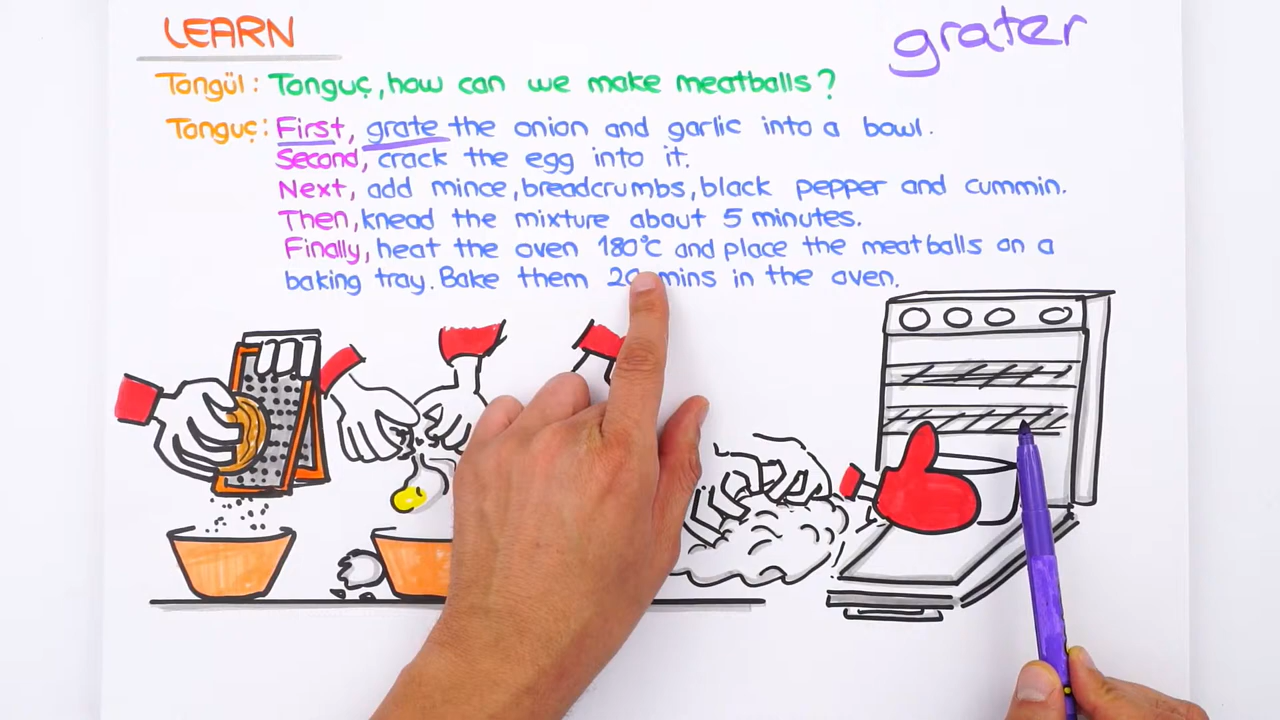 LEARN
grater
Tongül: Tonguç, how can we make meatballs?
Tonguç: First, grate the onion and garlic into a bowl.
Second, crack the egg into it.
Next, add mince, breadcrumbs, black pepper and cummin.
Then, knead the mixture about 5 minutes.
Finally, heat the oven 180°C and place the meatballs on a
baking tray. Bake them 20 mins in the oven.